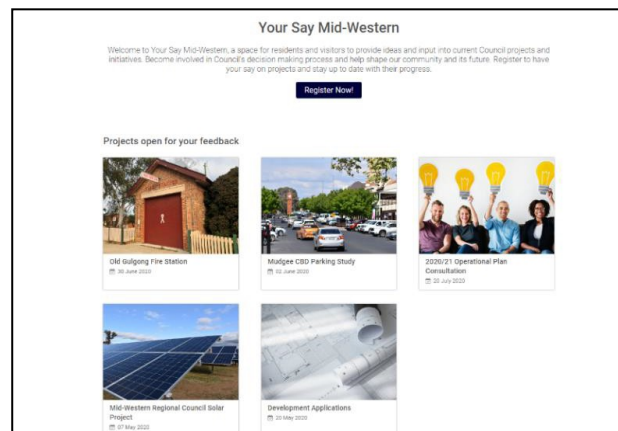 Your Say Mid-Western
Welcome to Your Say Mid-Western, a space for residents and visitors to provide ideas and input into current Council projects and
initiatives. Become involved in Council's decision making process and help shape our community and its future. Register to have
your say on projects and stay up to date with their progress.
Register Now!
Projects open for your feedback
Old Gulgong Fire Station
30 June 2020
Mudgee CBD Parking Study
02 June 2020
2020/21 Operational Plan
Consultation
20 July 2020
Mid-Western Regional Council Solar
Project
07 May 2020
Development Applications
20 May 2020